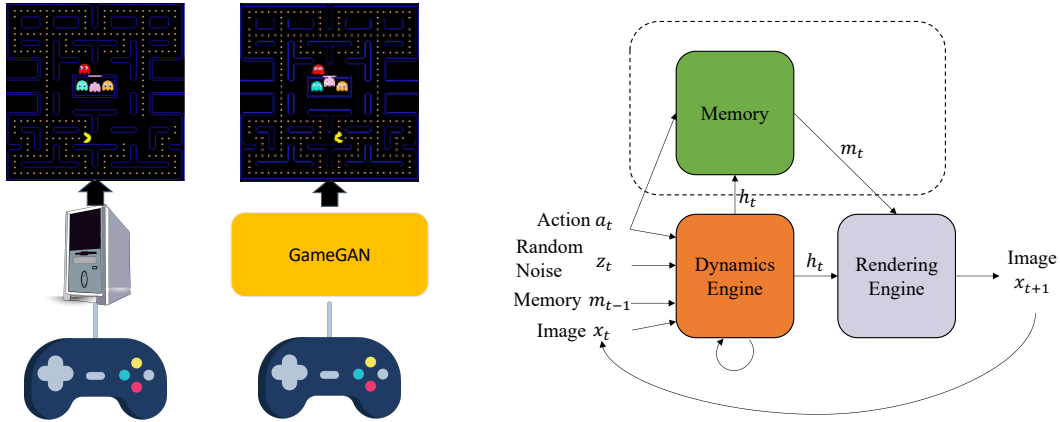 GameGAN
Memory
m_t
h_t
Action a_t
Random
Noise z_t
Memory m_{t−1}
Image x_t
Dynamics
Engine
h_t
Rendering
Engine
Image
x_{t+1}